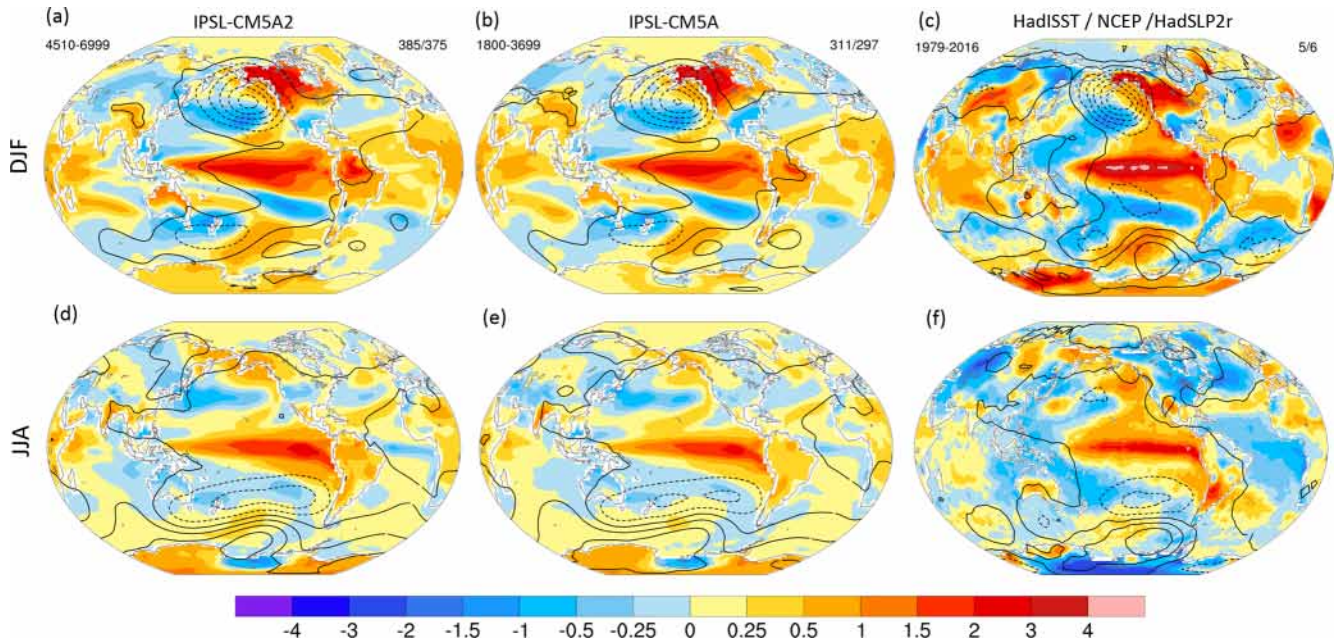 (a) IPSL-CM5A2
4510-6999 385/375
(b) IPSL-CM5A
1800-3699 311/297
(c) HadISST / NCEP /HadSLP2r
1979-2016 5/6
DJF
(d)
(e)
(f)
JJA
-4 -3 -2 -1.5 -1 -0.5 -0.25 0 0.25 0.5 1 1.5 2 3 4